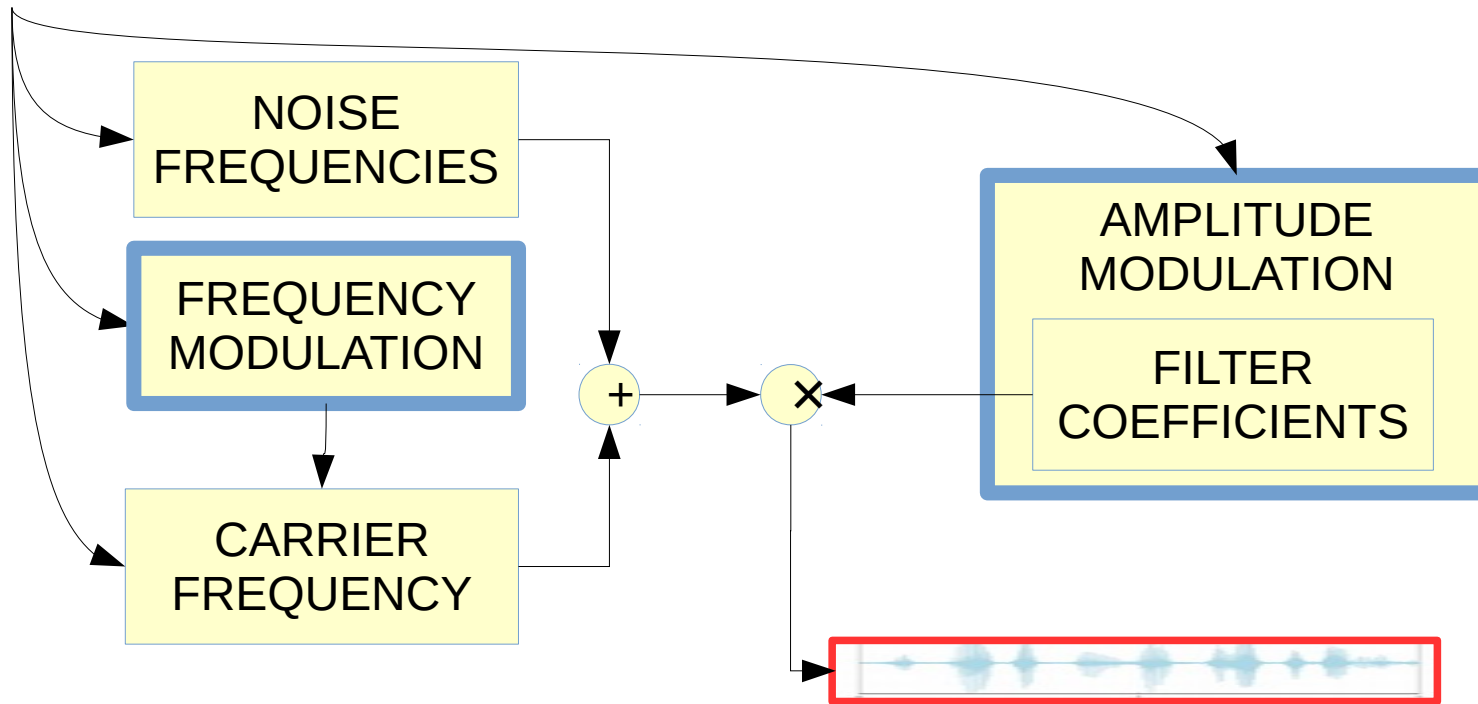 NOISE
FREQUENCIES
FREQUENCY
MODULATION
CARRIER
FREQUENCY
+
×
AMPLITUDE
MODULATION
FILTER
COEFFICIENTS